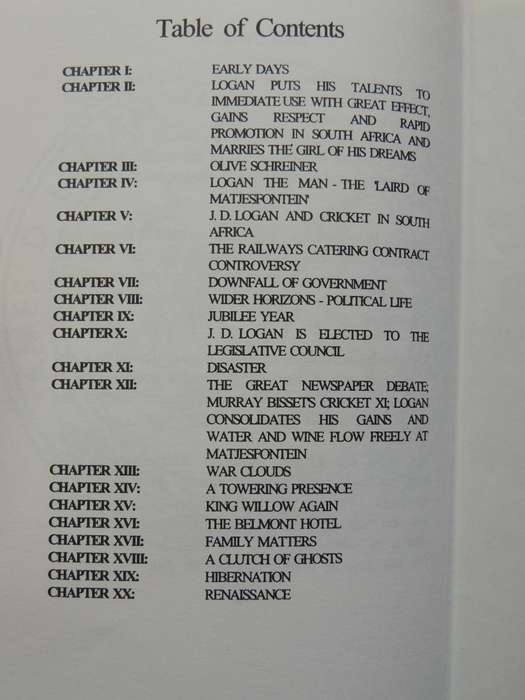 Table of Contents
CHAPTER I: EARLY DAYS
CHAPTER II: LOGAN PUTS HIS TALENTS TO
IMMEDIATE USE WITH GREAT EFFECT,
GAINS RESPECT AND RAPID
PROMOTION IN SOUTH AFRICA AND
MARRIES THE GIRL OF HIS DREAMS
CHAPTER III: OLIVE SCHREINER
CHAPTER IV: LOGAN THE MAN - THE 'LAIRD OF
MATJESFONTEIN'
CHAPTER V: J. D. LOGAN AND CRICKET IN SOUTH
AFRICA
CHAPTER VI: THE RAILWAYS CATERING CONTRACT
CONTROVERSY
CHAPTER VII: DOWNFALL OF GOVERNMENT
CHAPTER VIII: WIDER HORIZONS - POLITICAL LIFE
CHAPTER IX: JUBILEE YEAR
CHAPTER X: J. D. LOGAN IS ELECTED TO THE
LEGISLATIVE COUNCIL
CHAPTER XI: DISASTER
CHAPTER XII: THE GREAT NEWSPAPER DEBATE;
MURRAY BISSET'S CRICKET XI; LOGAN
CONSOLIDATES HIS GAINS AND
WATER AND WINE FLOW FREELY AT
MATJESFONTEIN
CHAPTER XIII: WAR CLOUDS
CHAPTER XIV: A TOWERING PRESENCE
CHAPTER XV: KING WILLOW AGAIN
CHAPTER XVI: THE BELMONT HOTEL
CHAPTER XVII: FAMILY MATTERS
CHAPTER XVIII: A CLUTCH OF GHOSTS
CHAPTER XIX: HIBERNATION
CHAPTER XX: RENAISSANCE